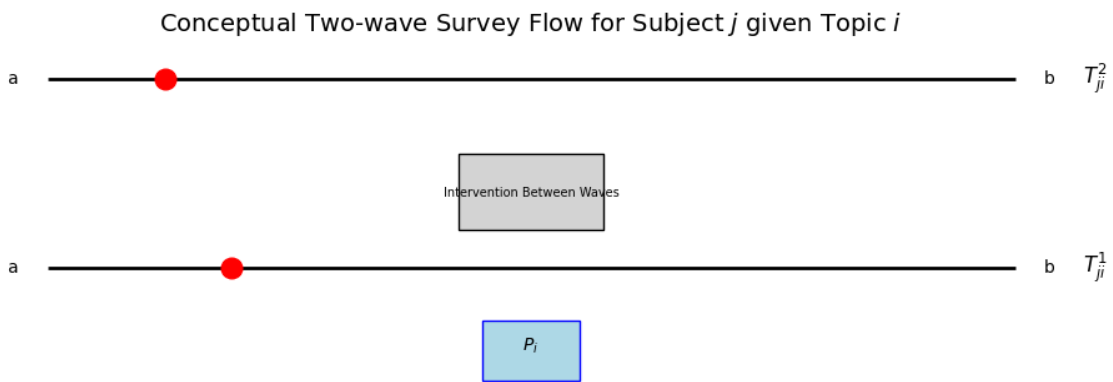 Conceptual Two-wave Survey Flow for Subject j given Topic i
a b T²ⱼᵢ
Intervention Between Waves
a b T¹ⱼᵢ
Pᵢ